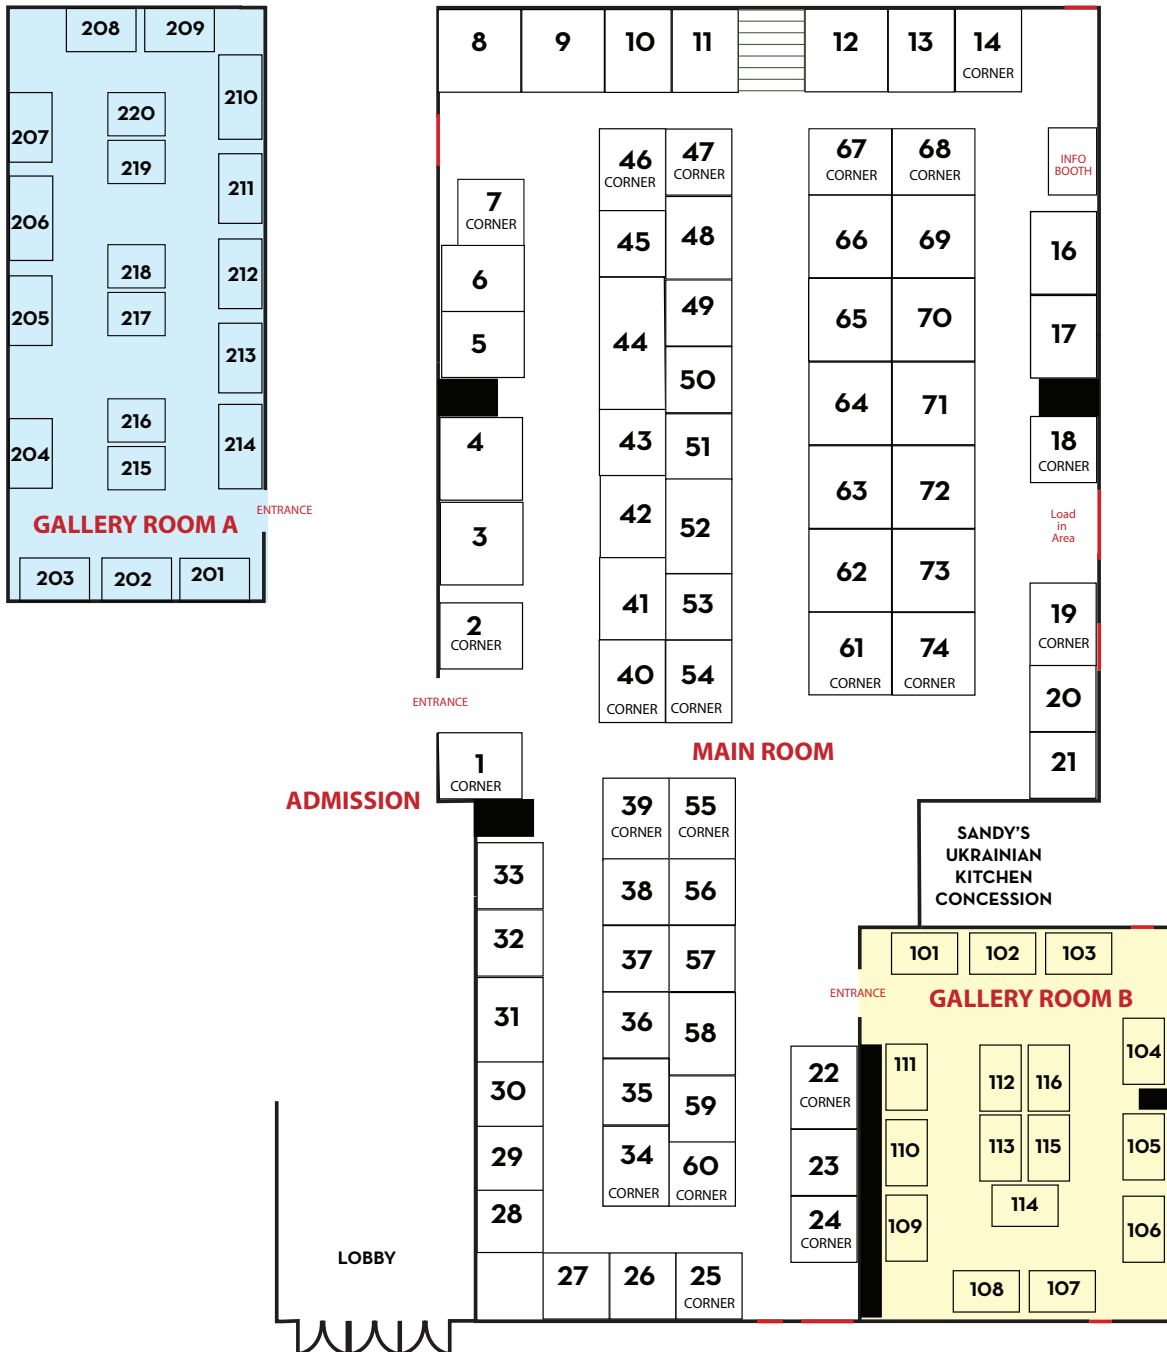 208
209
210
207
220
219
211
206
218
212
205
217
213
216
204
215
214
GALLERY ROOM A
ENTRANCE
203
202
201
8
9
10
11
12
13
14
CORNER
46
CORNER
47
CORNER
67
CORNER
68
CORNER
INFO
BOOTH
7
CORNER
45
48
66
69
16
6
44
49
65
70
17
5
50
64
71
4
43
51
18
CORNER
3
42
52
63
72
Load
in
Area
2
CORNER
41
53
62
73
19
CORNER
40
CORNER
54
CORNER
61
CORNER
74
CORNER
20
ENTRANCE
1
CORNER
MAIN ROOM
21
ADMISSION
39
CORNER
55
CORNER
SANDY'S
UKRAINIAN
KITCHEN
CONCESSION
33
38
56
32
37
57
31
36
58
30
35
59
29
34
CORNER
60
CORNER
28
22
CORNER
23
24
CORNER
27
26
25
CORNER
LOBBY
101
102
103
ENTRANCE
GALLERY ROOM B
104
111
112
116
110
113
115
105
114
109
106
108
107